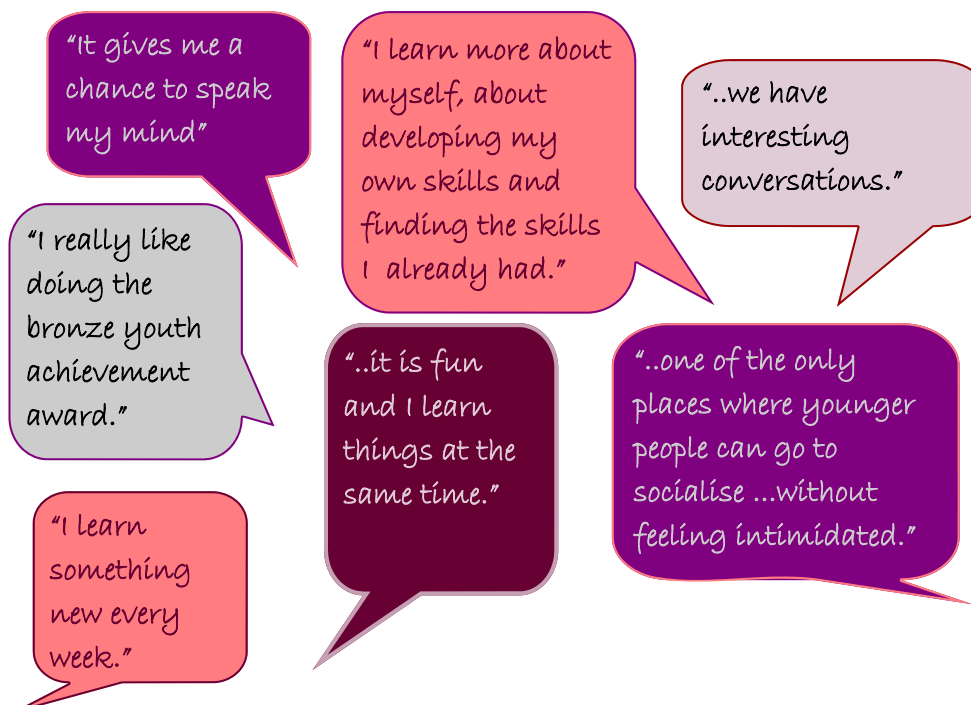 “It gives me a
chance to speak
my mind”
“I learn more about
myself, about
developing my
own skills and
finding the skills
I already had.”
“..we have
interesting
conversations.”
“I really like
doing the
bronze youth
achievement
award.”
“..it is fun
and I learn
things at the
same time.”
“..one of the only
places where younger
people can go to
socialise ...without
feeling intimidated.”
“I learn
something
new every
week.”